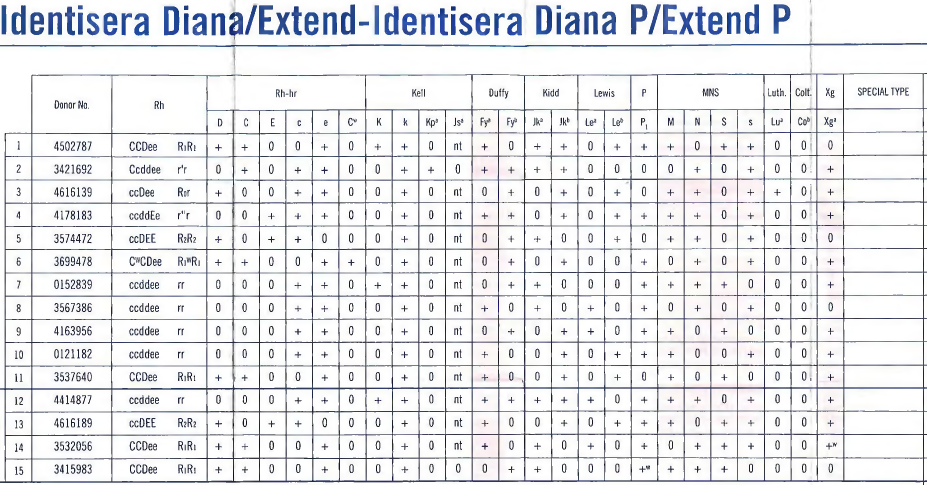 Identisera Diana/Extend-Identisera Diana P/Extend P
Donor No. Rh Rh-hr Kell Duffy Kidd Lewis P MNS Luth. Colt. Xg SPECIAL TYPE
D C E c e Cʷ K k Kpᵃ Jsᵃ Fyᵃ Fyᵇ Jkᵃ Jkᵇ Leᵃ Leᵇ P₁ M N S s Luᵃ Coᵇ Xgᵃ
1 4502787 CCDee R₁R₁ + + 0 0 + 0 + + 0 nt + 0 + + 0 + + + 0 + + 0 0 0
2 3421692 Ccddee r'r 0 + 0 + + 0 0 + + 0 + + + + 0 0 0 0 + 0 + 0 0 +
3 4616139 ccDee R₀r + 0 0 + + 0 0 + 0 nt 0 + 0 + 0 + 0 + + 0 + + 0 +
4 4178183 ccddEe r"r 0 0 + + + 0 0 + 0 nt + + 0 + 0 + + + + 0 + 0 0 +
5 3574472 ccDEE R₂R₂ + 0 + + 0 0 0 + 0 nt 0 + + 0 0 + 0 + + 0 + 0 0 0
6 3699478 CʷCDee R₁ʷR₁ + + 0 0 + + 0 + 0 nt 0 + 0 + 0 + + 0 + 0 + 0 0 +
7 0152839 ccddee rr 0 0 0 + + 0 0 + 0 nt + 0 + + 0 0 + + + + 0 0 0 +
8 3567386 ccddee rr 0 0 0 + + 0 0 + 0 nt + 0 + 0 + 0 + 0 + 0 + 0 0 0
9 4163956 ccddee rr 0 0 0 + + 0 0 + 0 nt 0 + 0 + + 0 + + 0 + 0 0 0 +
10 0121182 ccddee rr 0 0 0 + + 0 0 + 0 nt + 0 + 0 0 + + + 0 + + 0 0 +
11 3537640 CCDee R₁R₁ + + 0 0 + 0 0 + 0 nt + 0 0 + 0 + 0 + 0 + 0 0 0 +
12 4414877 ccddee rr 0 0 0 + + 0 + + 0 nt + + + + + 0 + + + 0 + 0 0 +
13 4616189 ccDEE R₂R₂ + 0 + + 0 0 0 + 0 nt + 0 + 0 0 + + + 0 + 0 0 0 +
14 3532056 CCDee R₁R₁ + + 0 0 + 0 0 + 0 nt + 0 + 0 + 0 + 0 + + + 0 0 +ʷ
15 3415983 CCDee R₁R₁ + + 0 0 + 0 0 + 0 0 0 + + 0 0 0 +ʷ + + + 0 0 0 0